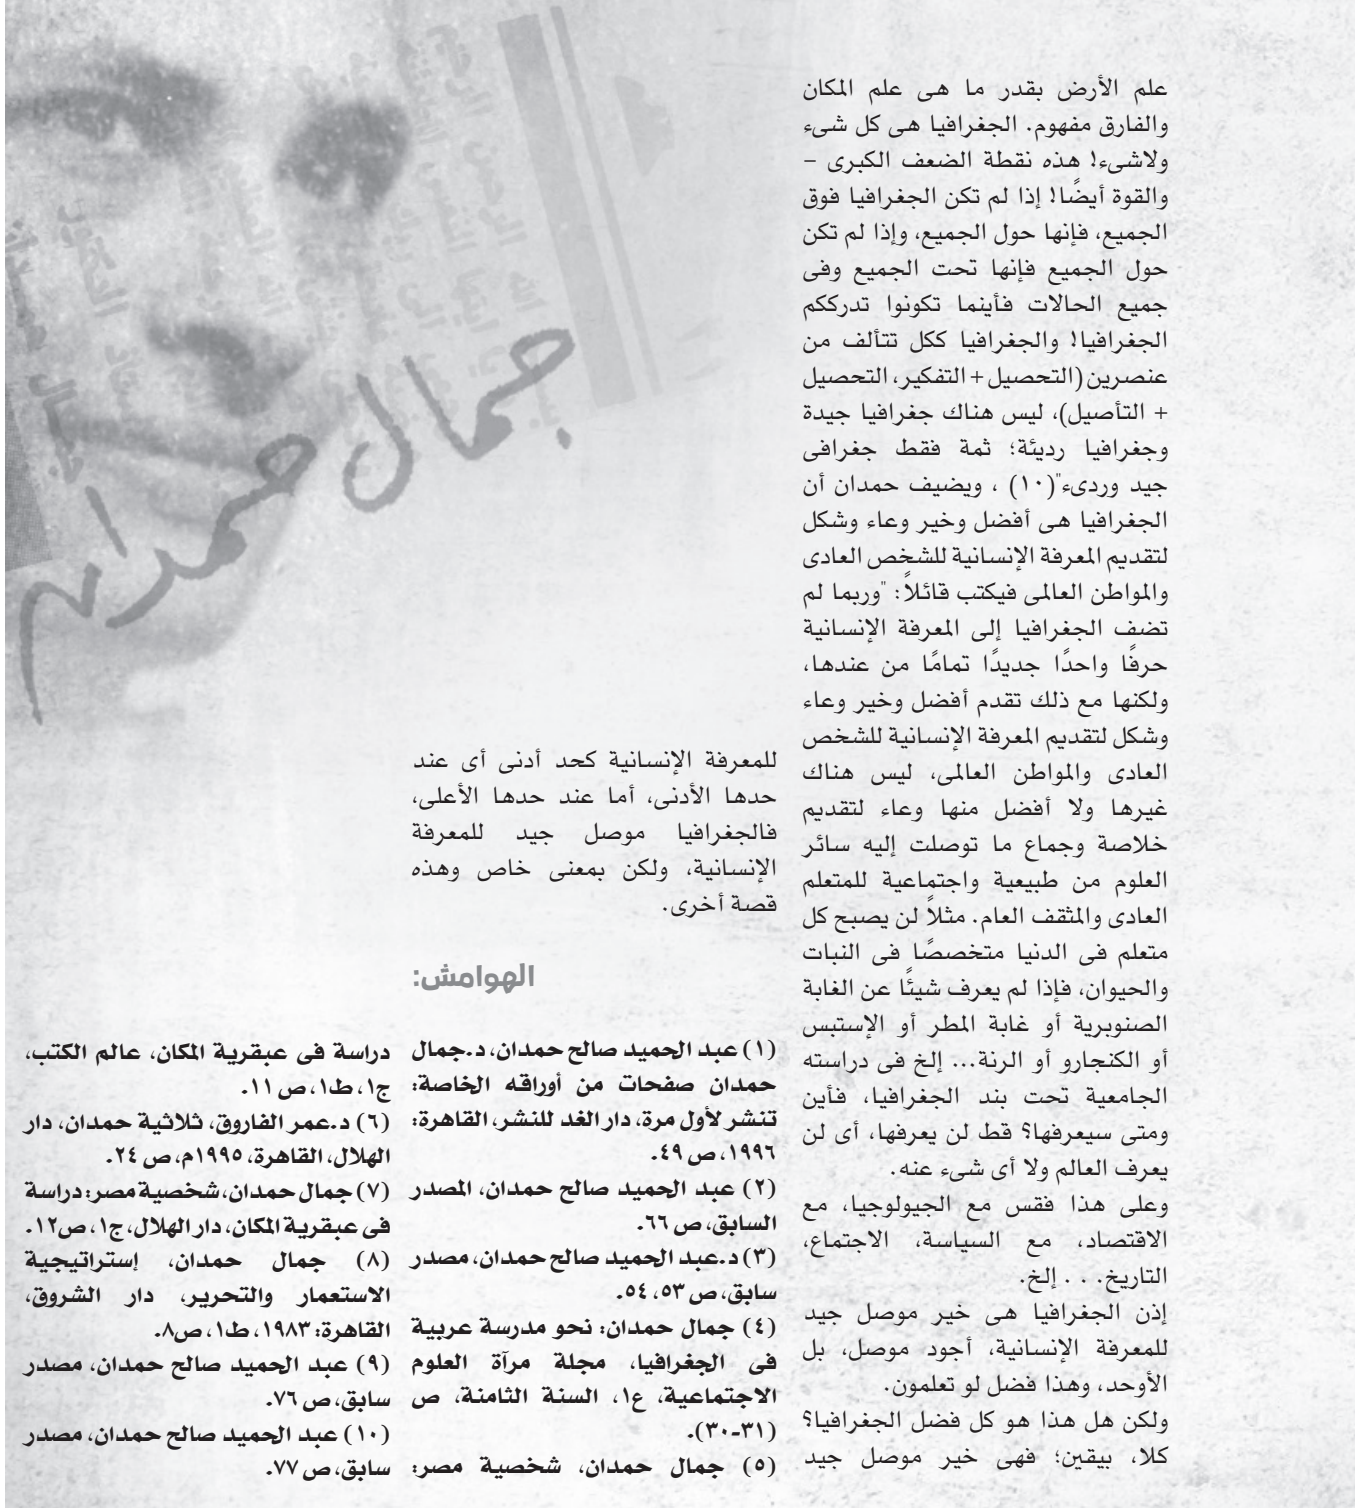 علم الأرض بقدر ما هى علم المكان
والفارق مفهوم. الجغرافيا هى كل شىء
ولاشىء! هذه نقطة الضعف الكبرى –
والقوة أيضًا! إذا لم تكن الجغرافيا فوق
الجميع، فإنها حول الجميع، وإذا لم تكن
حول الجميع فإنها تحت الجميع وفى
جميع الحالات فأينما تكونوا تدرككم
الجغرافيا! والجغرافيا ككل تتألف من
عنصرين (التحصيل + التفكير، التحصيل
+ التأصيل)، ليس هناك جغرافيا جيدة
وجغرافيا رديئة؛ ثمة فقط جغرافى
جيد وردىء"(١٠) ، ويضيف حمدان أن
الجغرافيا هى أفضل وخير وعاء وشكل
لتقديم المعرفة الإنسانية للشخص العادى
والمواطن العالمى فيكتب قائلاً: "وربما لم
تضف الجغرافيا إلى المعرفة الإنسانية
حرفًا واحدًا جديدًا تمامًا من عندها،
ولكنها مع ذلك تقدم أفضل وخير وعاء
وشكل لتقديم المعرفة الإنسانية للشخص
العادى والمواطن العالمى، ليس هناك
غيرها ولا أفضل منها وعاء لتقديم
خلاصة وجماع ما توصلت إليه سائر
العلوم من طبيعية واجتماعية للمتعلم
العادى والمثقف العام. مثلاً لن يصبح كل
متعلم فى الدنيا متخصصًا فى النبات
والحيوان، فإذا لم يعرف شيئًا عن الغابة
الصنوبرية أو غابة المطر أو الإستبس
أو الكنجارو أو الرنة... إلخ فى دراسته
الجامعية تحت بند الجغرافيا، فأين
ومتى سيعرفها؟ قط لن يعرفها، أى لن
يعرف العالم ولا أى شىء عنه.
وعلى هذا فقس مع الجيولوجيا، مع
الاقتصاد، مع السياسة، الاجتماع،
التاريخ. . . إلخ.
إذن الجغرافيا هى خير موصل جيد
للمعرفة الإنسانية، أجود موصل، بل
الأوحد، وهذا فضل لو تعلمون.
ولكن هل هذا هو كل فضل الجغرافيا؟
كلا، بيقين؛ فهى خير موصل جيد
جمال حمدان
للمعرفة الإنسانية كحد أدنى أى عند
حدها الأدنى، أما عند حدها الأعلى،
فالجغرافيا موصل جيد للمعرفة
الإنسانية، ولكن بمعنى خاص وهذه
قصة أخرى.
الهوامش:
(١) عبد الحميد صالح حمدان، د.جمال
حمدان صفحات من أوراقه الخاصة:
تنشر لأول مرة، دار الغد للنشر، القاهرة:
١٩٩٦، ص ٤٩.
(٢) عبد الحميد صالح حمدان، المصدر
السابق، ص ٦٦.
(٣) د.عبد الحميد صالح حمدان، مصدر
سابق، ص ٥٣، ٥٤.
(٤) جمال حمدان: نحو مدرسة عربية
فى الجغرافيا، مجلة مرآة العلوم
الاجتماعية، ع١، السنة الثامنة، ص
(٣١-٣٠).
(٥) جمال حمدان، شخصية مصر:
دراسة فى عبقرية المكان، عالم الكتب،
ج١، ط١، ص ١١.
(٦) د.عمر الفاروق، ثلاثية حمدان، دار
الهلال، القاهرة، ١٩٩٥م، ص ٢٤.
(٧) جمال حمدان، شخصية مصر: دراسة
فى عبقرية المكان، دار الهلال، ج١، ص١٢.
(٨) جمال حمدان، إستراتيجية
الاستعمار والتحرير، دار الشروق،
القاهرة: ١٩٨٣، ط١، ص٨.
(٩) عبد الحميد صالح حمدان، مصدر
سابق، ص ٧٦.
(١٠) عبد الحميد صالح حمدان، مصدر
سابق، ص ٧٧.